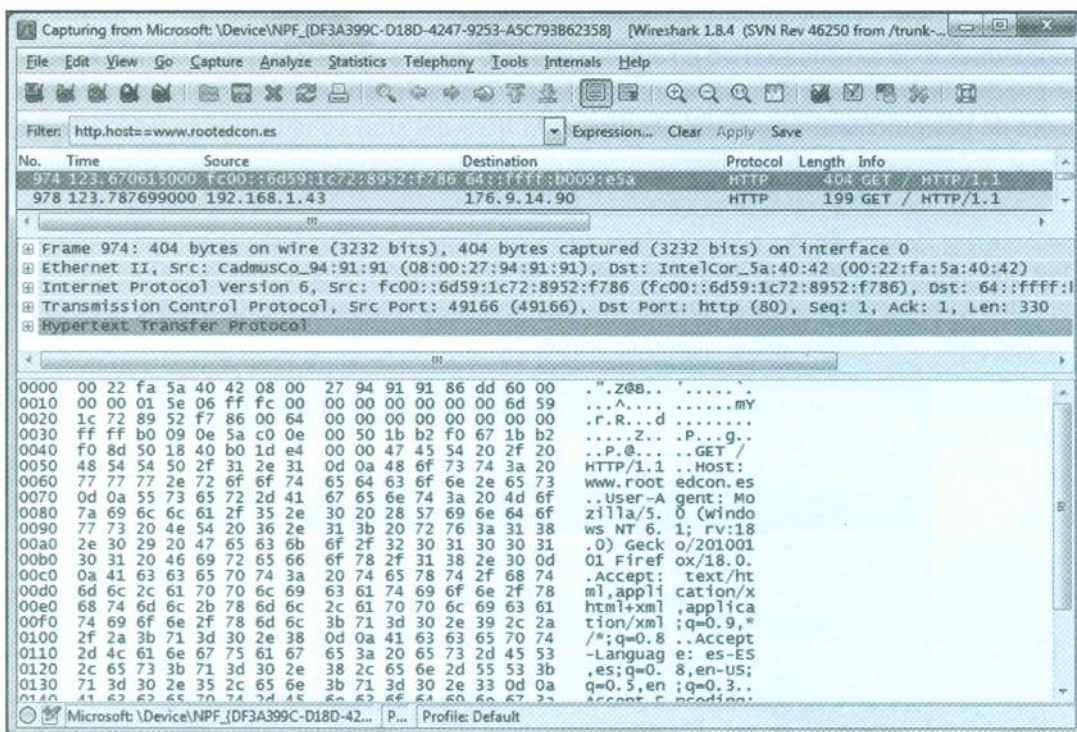 Capturing from Microsoft: \Device\NPF_{DF3A399C-D18D-4247-9253-A5C793B62358} [Wireshark 1.8.4 (SVN Rev 46250 from /trunk-...
File Edit View Go Capture Analyze Statistics Telephony Tools Internals Help
Filter: http.host==www.rootedcon.es Expression... Clear Apply Save
No. Time Source Destination Protocol Length Info
974 123.670615000 fc00::6d59:1c72:8952:f786 64::ffff:b009:e5a HTTP 404 GET / HTTP/1.1
978 123.787699000 192.168.1.43 176.9.14.90 HTTP 199 GET / HTTP/1.1
Frame 974: 404 bytes on wire (3232 bits), 404 bytes captured (3232 bits) on interface 0
Ethernet II, Src: CadmusCo_94:91:91 (08:00:27:94:91:91), Dst: IntelCor_5a:40:42 (00:22:fa:5a:40:42)
Internet Protocol Version 6, Src: fc00::6d59:1c72:8952:f786 (fc00::6d59:1c72:8952:f786), Dst: 64::ffff:
Transmission Control Protocol, Src Port: 49166 (49166), Dst Port: http (80), Seq: 1, Ack: 1, Len: 330
Hypertext Transfer Protocol
0000 00 22 fa 5a 40 42 08 00 27 94 91 91 86 dd 60 00 .".Z@B.. '.....`.
0010 00 00 01 5e 06 ff fc 00 00 00 00 00 00 00 6d 59 ...^.... ......mY
0020 1c 72 89 52 f7 86 00 64 00 00 00 00 00 00 00 00 .r.R...d ........
0030 ff ff b0 09 0e 5a c0 0e 00 50 1b b2 f0 67 1b b2 .....Z.. .P...g..
0040 f0 8d 50 18 40 b0 1d e4 00 00 47 45 54 20 2f 20 ..P.@... ..GET /
0050 48 54 54 50 2f 31 2e 31 0d 0a 48 6f 73 74 3a 20 HTTP/1.1 ..Host:
0060 77 77 77 2e 72 6f 6f 74 65 64 63 6f 6e 2e 65 73 www.root edcon.es
0070 0d 0a 55 73 65 72 2d 41 67 65 6e 74 3a 20 4d 6f ..User-A gent: Mo
0080 7a 69 6c 6c 61 2f 35 2e 30 20 28 57 69 6e 64 6f zilla/5. 0 (Windo
0090 77 73 20 4e 54 20 36 2e 31 3b 20 72 76 3a 31 38 ws NT 6. 1; rv:18
00a0 2e 30 29 20 47 65 63 6b 6f 2f 32 30 31 30 30 31 .0) Geck o/201001
00b0 30 31 20 46 69 72 65 66 6f 78 2f 31 38 2e 30 0d 01 Firef ox/18.0.
00c0 0a 41 63 63 65 70 74 3a 20 74 65 78 74 2f 68 74 .Accept: text/ht
00d0 6d 6c 2c 61 70 70 6c 69 63 61 74 69 6f 6e 2f 78 ml,appli cation/x
00e0 68 74 6d 6c 2b 78 6d 6c 2c 61 70 70 6c 69 63 61 html+xml ,applica
00f0 74 69 6f 6e 2f 78 6d 6c 3b 71 3d 30 2e 39 2c 2a tion/xml ;q=0.9,*
0100 2f 2a 3b 71 3d 30 2e 38 0d 0a 41 63 63 65 70 74 /*;q=0.8 ..Accept
0110 2d 4c 61 6e 67 75 61 67 65 3a 20 65 73 2d 45 53 -Languag e: es-ES
0120 2c 65 73 3b 71 3d 30 2e 38 2c 65 6e 2d 55 53 3b ,es;q=0. 8,en-US;
0130 71 3d 30 2e 35 2c 65 6e 3b 71 3d 30 2e 33 0d 0a q=0.5,en ;q=0.3..
Microsoft: \Device\NPF_{DF3A399C-D18D-42... P... Profile: Default